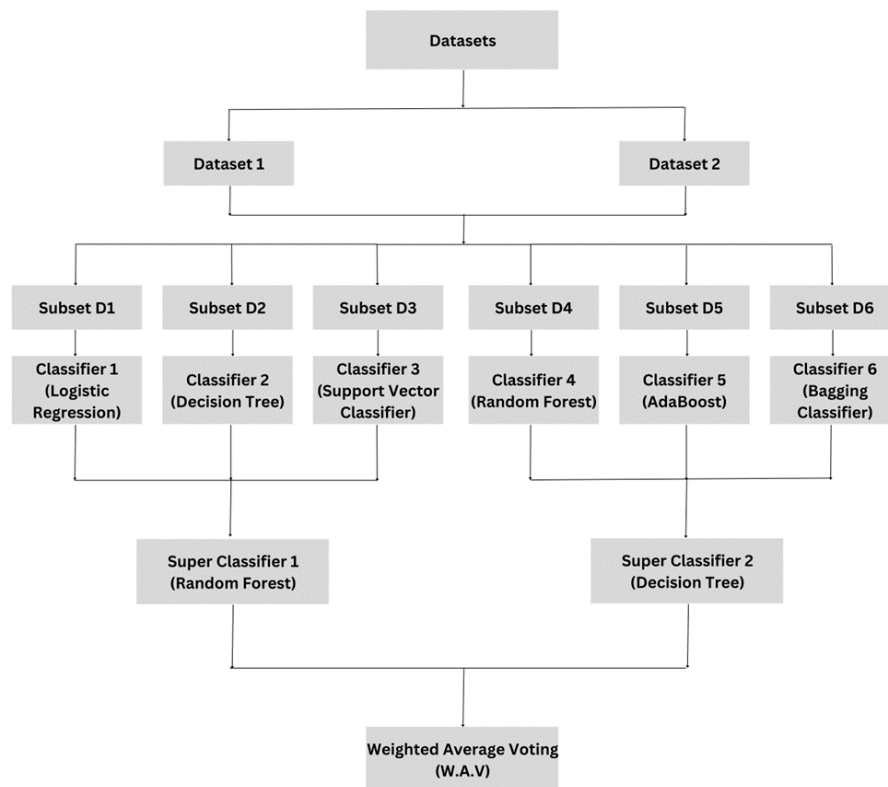 Datasets
Dataset 1
Dataset 2
Subset D1
Subset D2
Subset D3
Subset D4
Subset D5
Subset D6
Classifier 1
(Logistic
Regression)
Classifier 2
(Decision Tree)
Classifier 3
(Support Vector
Classifier)
Classifier 4
(Random Forest)
Classifier 5
(AdaBoost)
Classifier 6
(Bagging
Classifier)
Super Classifier 1
(Random Forest)
Super Classifier 2
(Decision Tree)
Weighted Average Voting
(W.A.V)